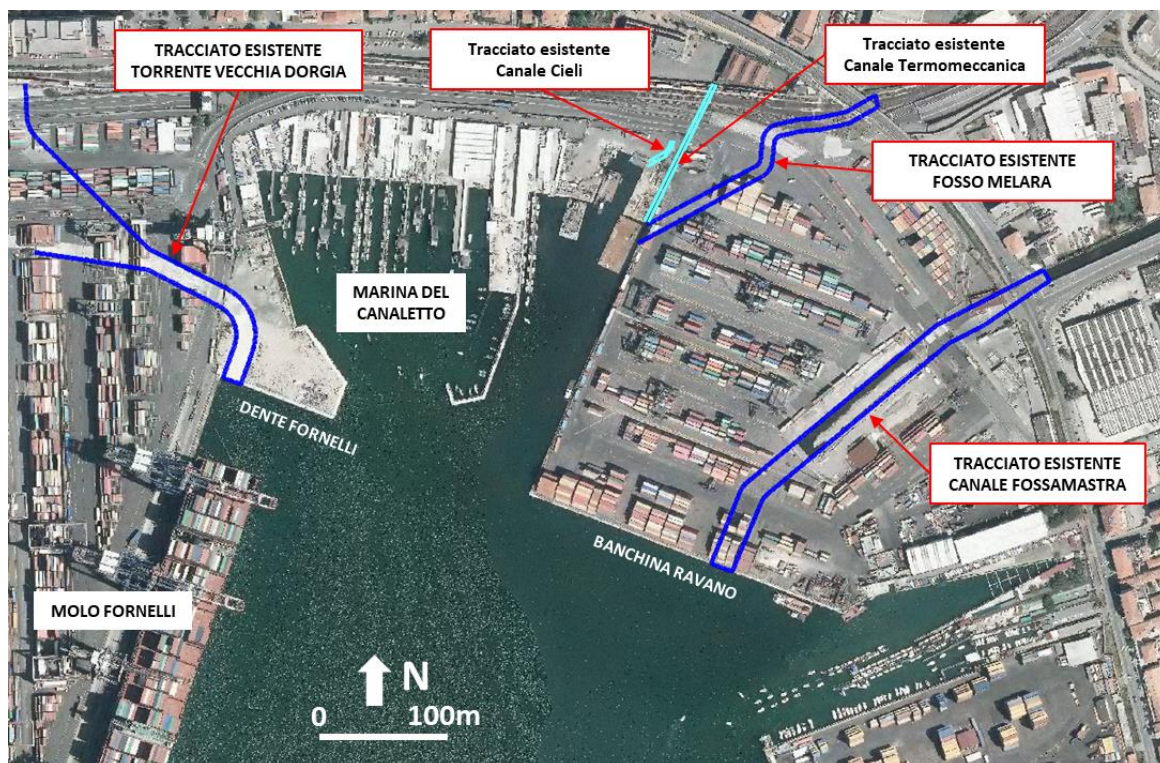 TRACCIATO ESISTENTE
TORRENTE VECCHIA DORGIA
Tracciato esistente
Canale Cieli
Tracciato esistente
Canale Termomeccanica
TRACCIATO ESISTENTE
FOSSO MELARA
MARINA DEL
CANALETTO
DENTE FORNELLI
TRACCIATO ESISTENTE
CANALE FOSSAMASTRA
BANCHINA RAVANO
MOLO FORNELLI
N
0 100m